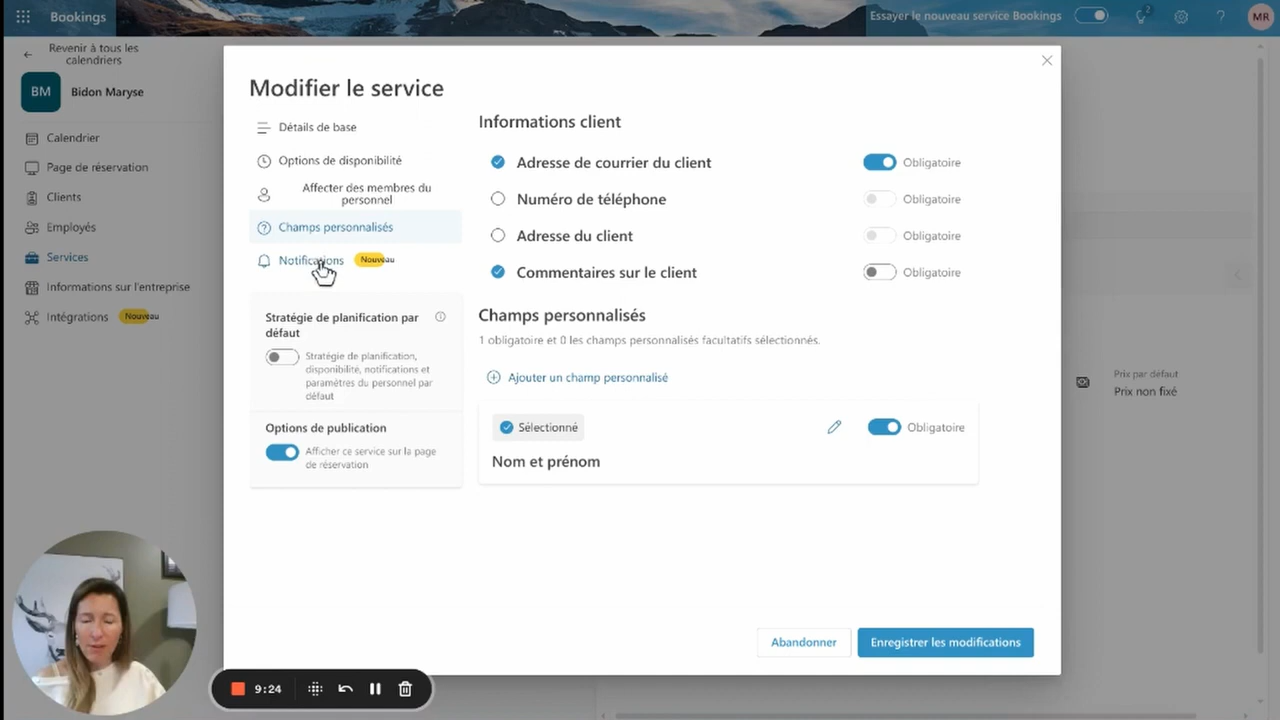 Bookings
Essayer le nouveau service Bookings
2
?
MR
Revenir à tous les
calendriers
BM
Bidon Maryse
Calendrier
Page de réservation
Clients
Employés
Services
Informations sur l'entreprise
Intégrations
Nouveau
Modifier le service
Détails de base
Options de disponibilité
Affecter des membres du
personnel
Champs personnalisés
Notifications
Nouveau
Stratégie de planification par
défaut
Stratégie de planification,
disponibilité, notifications et
paramètres du personnel par
défaut
Options de publication
Afficher ce service sur la page
de réservation
Informations client
Adresse de courrier du client
Obligatoire
Numéro de téléphone
Obligatoire
Adresse du client
Obligatoire
Commentaires sur le client
Obligatoire
Champs personnalisés
1 obligatoire et 0 les champs personnalisés facultatifs sélectionnés.
Ajouter un champ personnalisé
Sélectionné
Obligatoire
Nom et prénom
Prix par défaut
Prix non fixé
Abandonner
Enregistrer les modifications
9:24